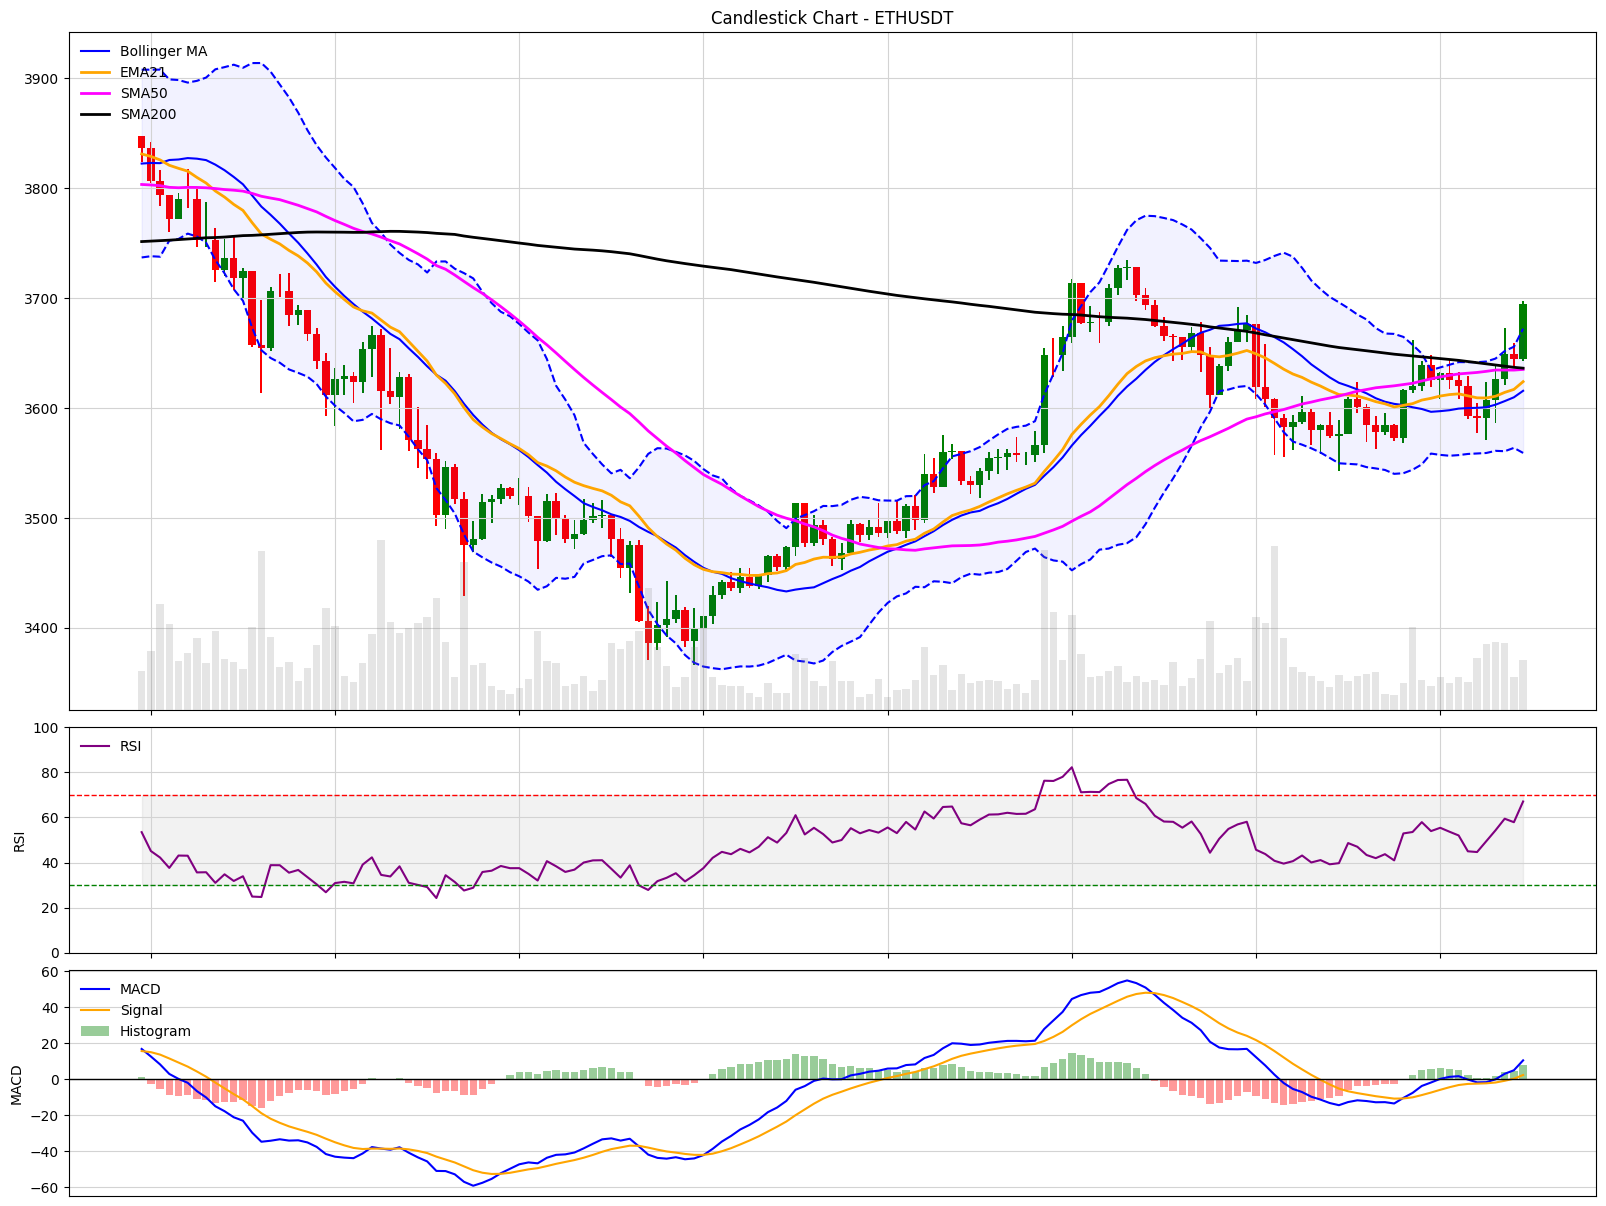 Candlestick Chart - ETHUSDT
Bollinger MA
EMA21
SMA50
SMA200
3900
3800
3700
3600
3500
3400
100
RSI
80
60
RSI
40
20
0
60
MACD
40
Signal
Histogram
20
0
MACD
−20
−40
−60